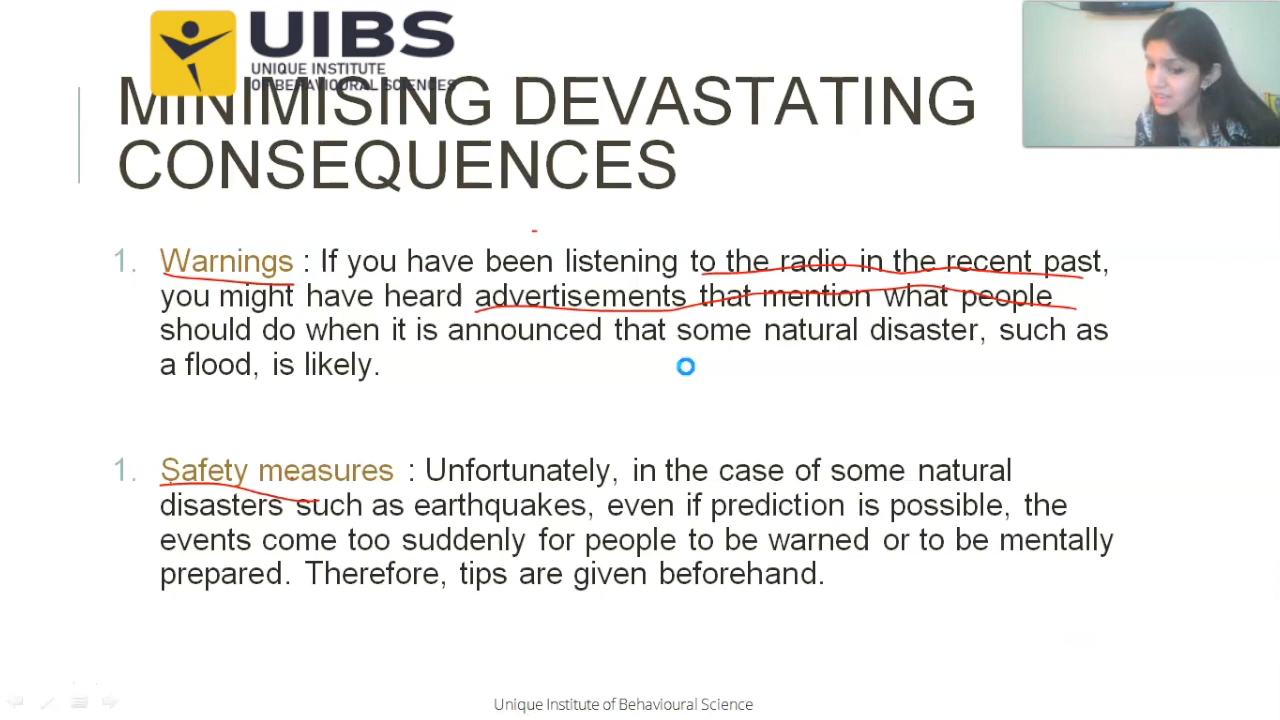 UIBS
UNIQUE INSTITUTE
OF BEHAVIOURAL SCIENCES
MINIMISING DEVASTATING
CONSEQUENCES
1. Warnings : If you have been listening to the radio in the recent past,
you might have heard advertisements that mention what people
should do when it is announced that some natural disaster, such as
a flood, is likely.
1. Safety measures : Unfortunately, in the case of some natural
disasters such as earthquakes, even if prediction is possible, the
events come too suddenly for people to be warned or to be mentally
prepared. Therefore, tips are given beforehand.
Unique Institute of Behavioural Science